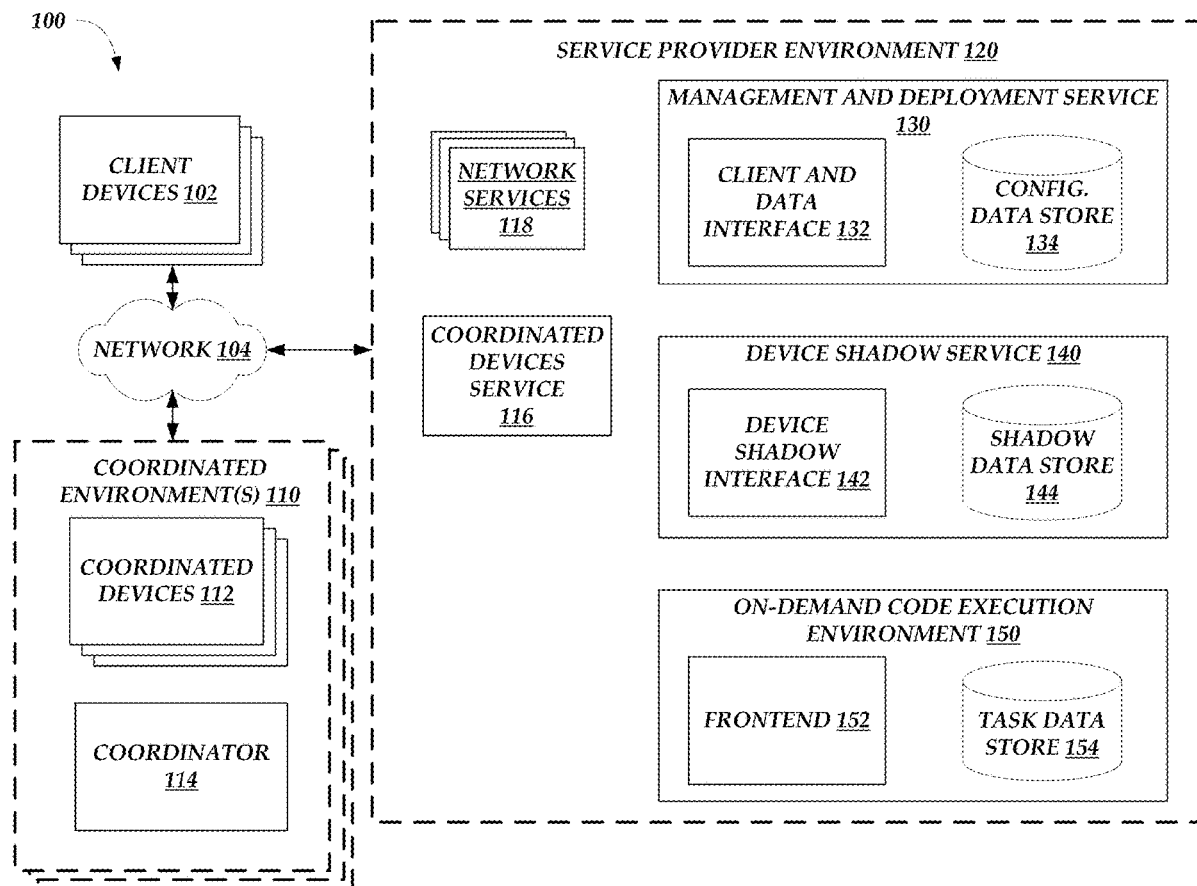 100
CLIENT
DEVICES 102
NETWORK 104
COORDINATED
ENVIRONMENT(S) 110
COORDINATED
DEVICES 112
COORDINATOR
114
SERVICE PROVIDER ENVIRONMENT 120
NETWORK
SERVICES
118
COORDINATED
DEVICES
SERVICE
116
MANAGEMENT AND DEPLOYMENT SERVICE
130
CLIENT AND
DATA
INTERFACE 132
CONFIG.
DATA STORE
134
DEVICE SHADOW SERVICE 140
DEVICE
SHADOW
INTERFACE 142
SHADOW
DATA STORE
144
ON-DEMAND CODE EXECUTION
ENVIRONMENT 150
FRONTEND 152
TASK DATA
STORE 154